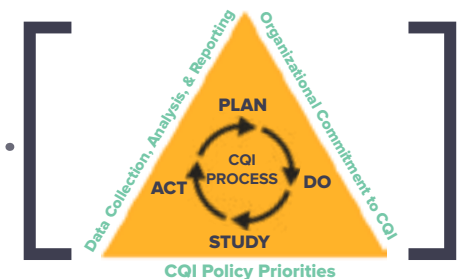 Data Collection, Analysis, & Reporting
Organizational Commitment to CQI
PLAN
CQI
PROCESS
ACT
DO
STUDY
CQI Policy Priorities